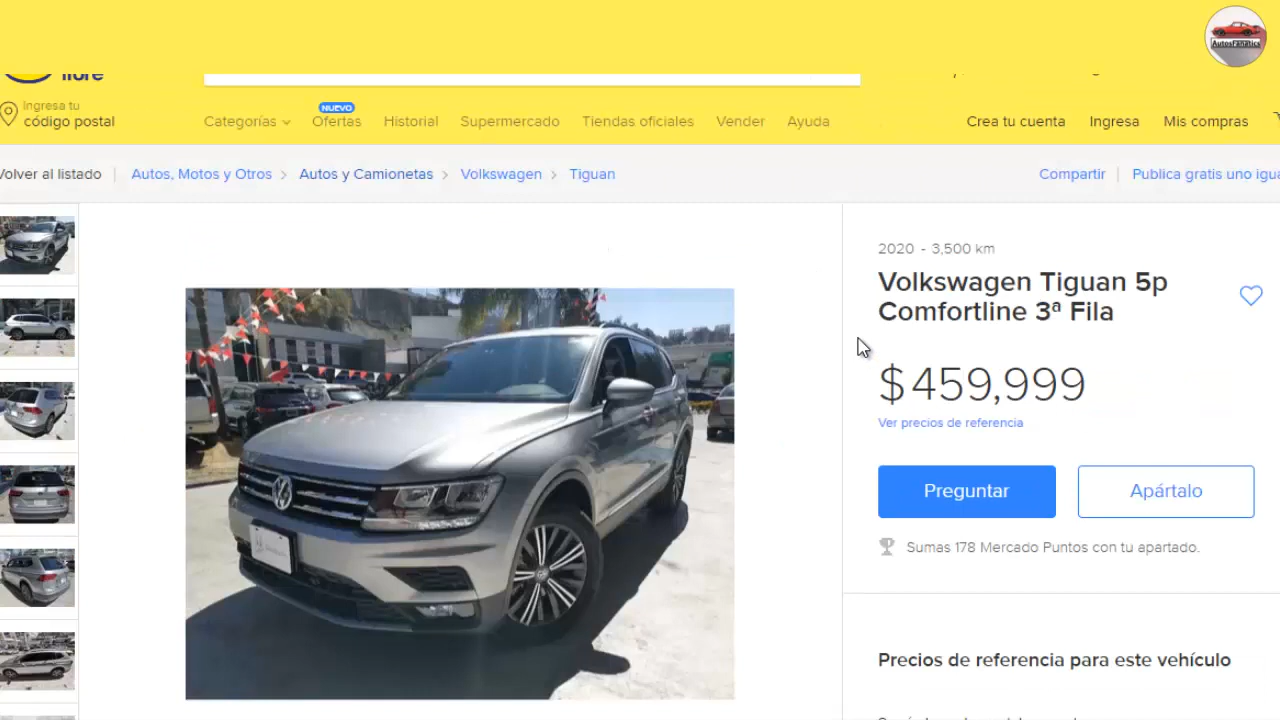 AutosFanatics
libre
Ingresa tu
código postal
Categorías
NUEVO
Ofertas
Historial
Supermercado
Tiendas oficiales
Vender
Ayuda
Crea tu cuenta
Ingresa
Mis compras
Volver al listado
Autos, Motos y Otros
Autos y Camionetas
Volkswagen
Tiguan
Compartir
Publica gratis uno
2020 - 3,500 km
Volkswagen Tiguan 5p
Comfortline 3ª Fila
$ 459,999
Ver precios de referencia
Preguntar
Apártalo
Sumas 178 Mercado Puntos con tu apartado.
Precios de referencia para este vehículo